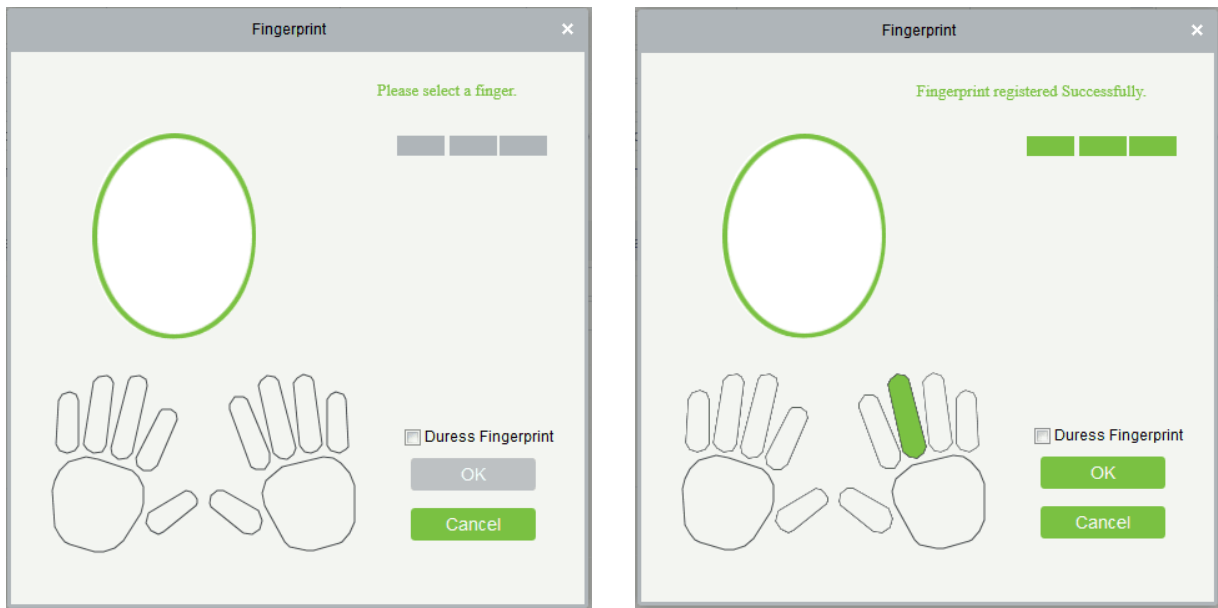 Fingerprint ×
Please select a finger.
Duress Fingerprint
OK
Cancel
Fingerprint ×
Fingerprint registered Successfully.
Duress Fingerprint
OK
Cancel